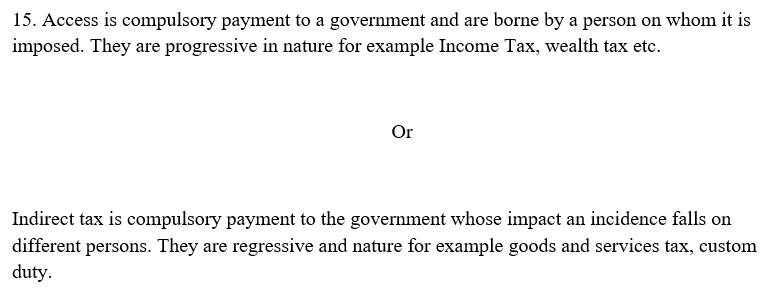 15. Access is compulsory payment to a government and are borne by a person on whom it is
imposed. They are progressive in nature for example Income Tax, wealth tax etc.
Or
Indirect tax is compulsory payment to the government whose impact an incidence falls on
different persons. They are regressive and nature for example goods and services tax, custom
duty.